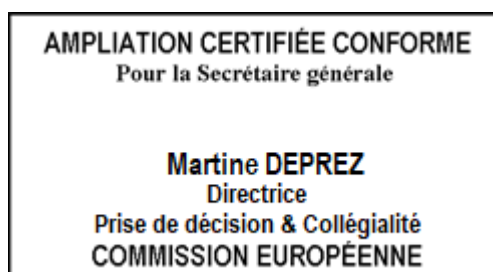 AMPLIATION CERTIFIÉE CONFORME
Pour la Secrétaire générale
Martine DEPREZ
Directrice
Prise de décision & Collégialité
COMMISSION EUROPÉENNE